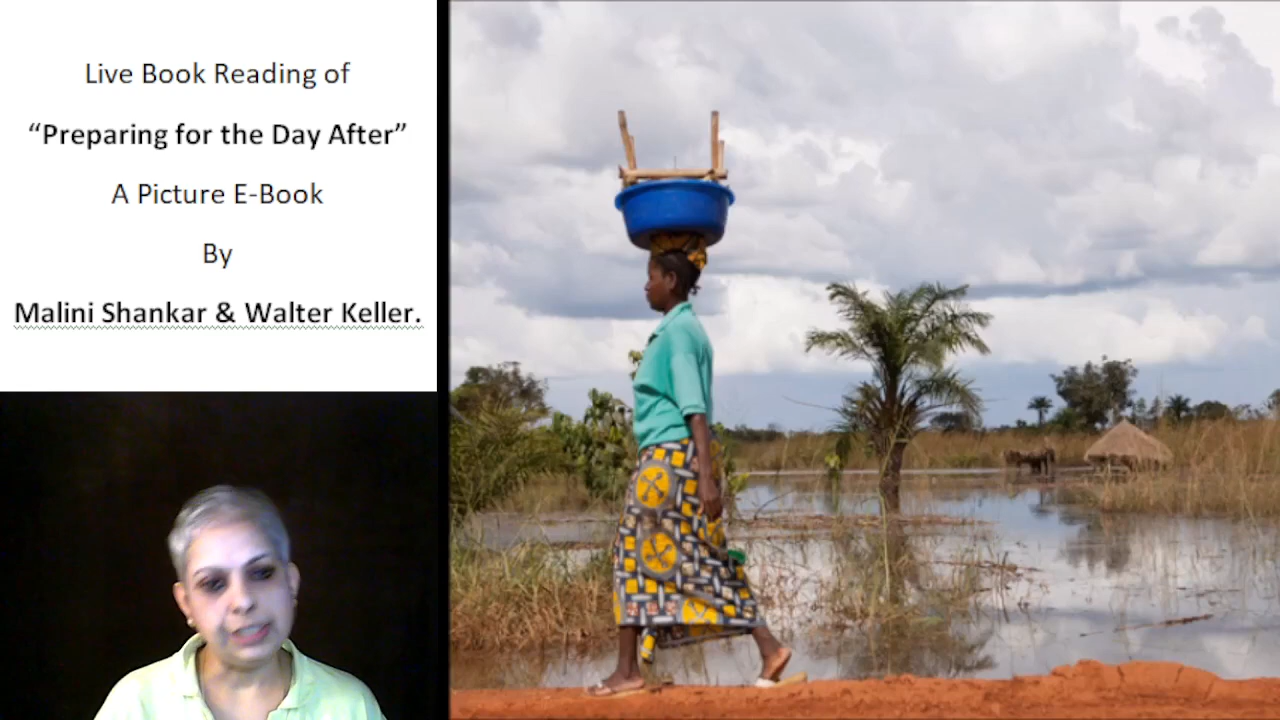 Live Book Reading of
“Preparing for the Day After”
A Picture E-Book
By
Malini Shankar & Walter Keller.